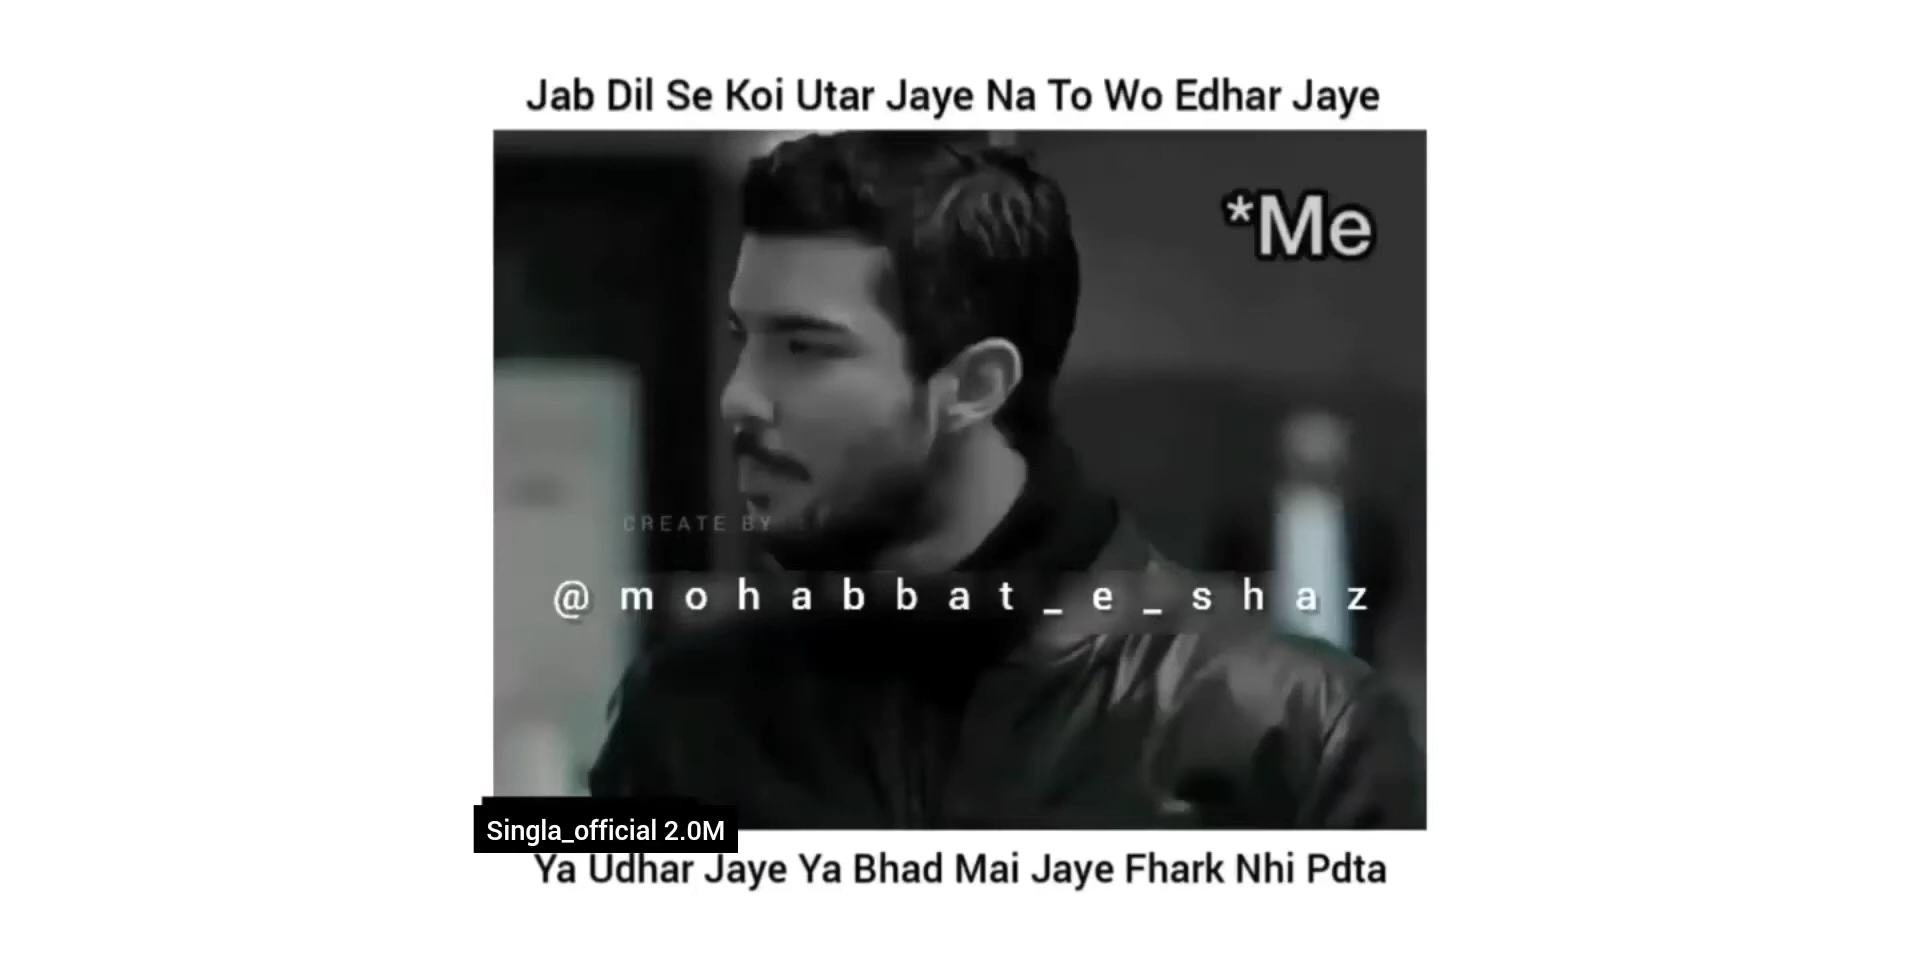 Jab Dil Se Koi Utar Jaye Na To Wo Edhar Jaye
*Me
CREATE BY
@mohabbat_e_shaz
Singla_official 2.0M
Ya Udhar Jaye Ya Bhad Mai Jaye Fhark Nhi Pdta